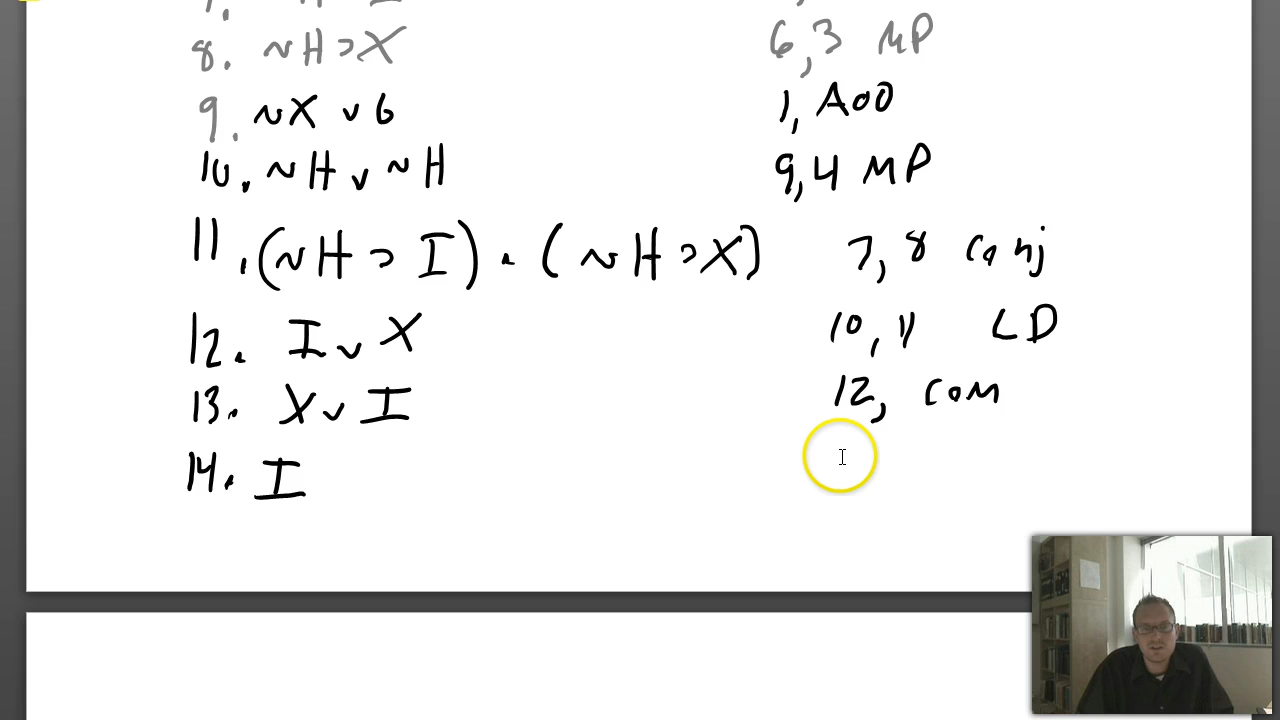 8. ~H ⊃ X 6,3 MP
9. ~X v G 1, ADD
10. ~H v ~H 9,4 MP
11. (~H ⊃ I) · (~H ⊃ X) 7,8 conj
12. I v X 10,11 CD
13. X v I 12, com
14. I